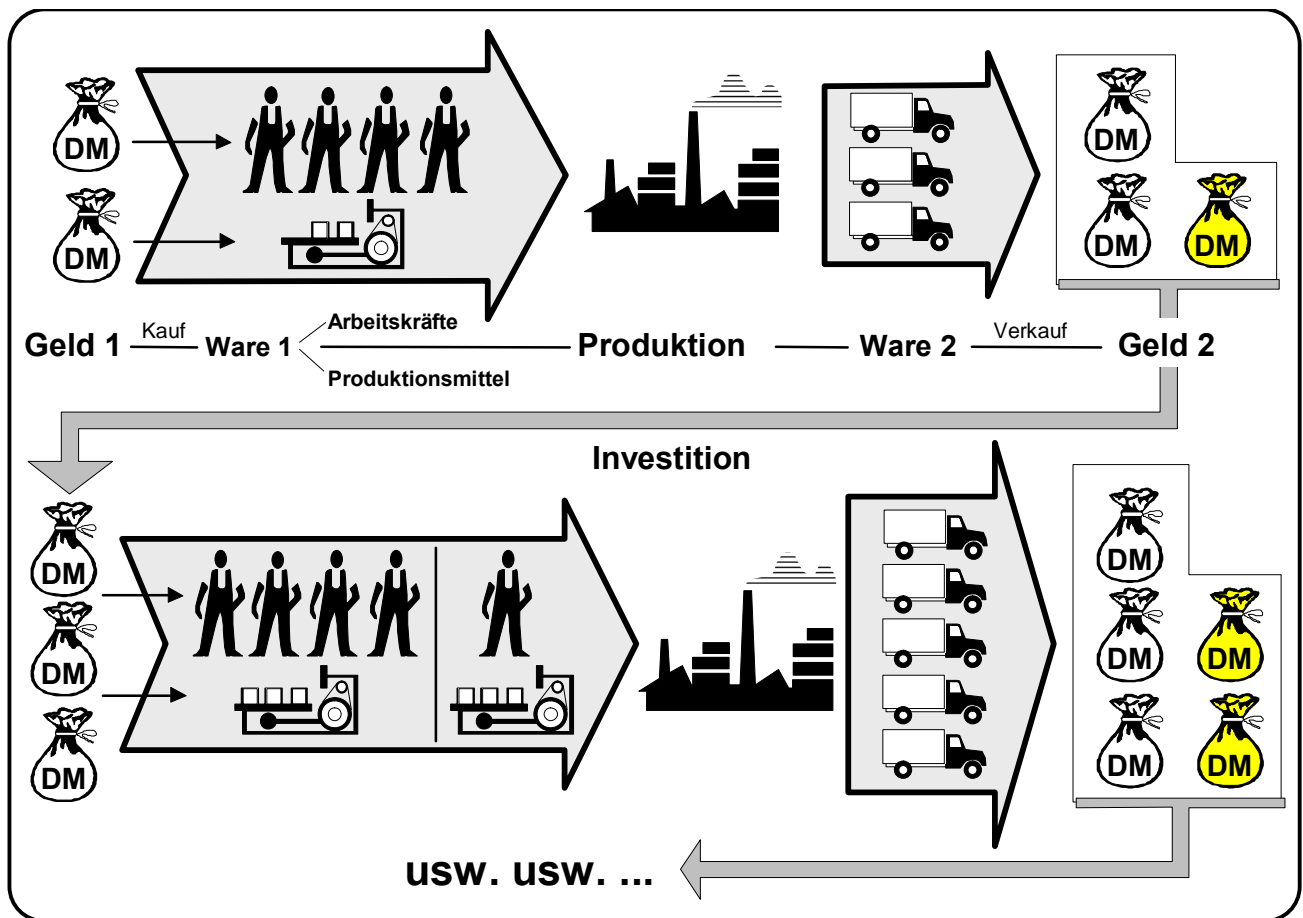 DM
DM
DM
DM
DM
Geld 1
Kauf
Ware 1
Arbeitskräfte
Produktionsmittel
Produktion
Ware 2
Verkauf
Geld 2
Investition
DM
DM
DM
DM
DM
DM
DM
DM
usw. usw. ...